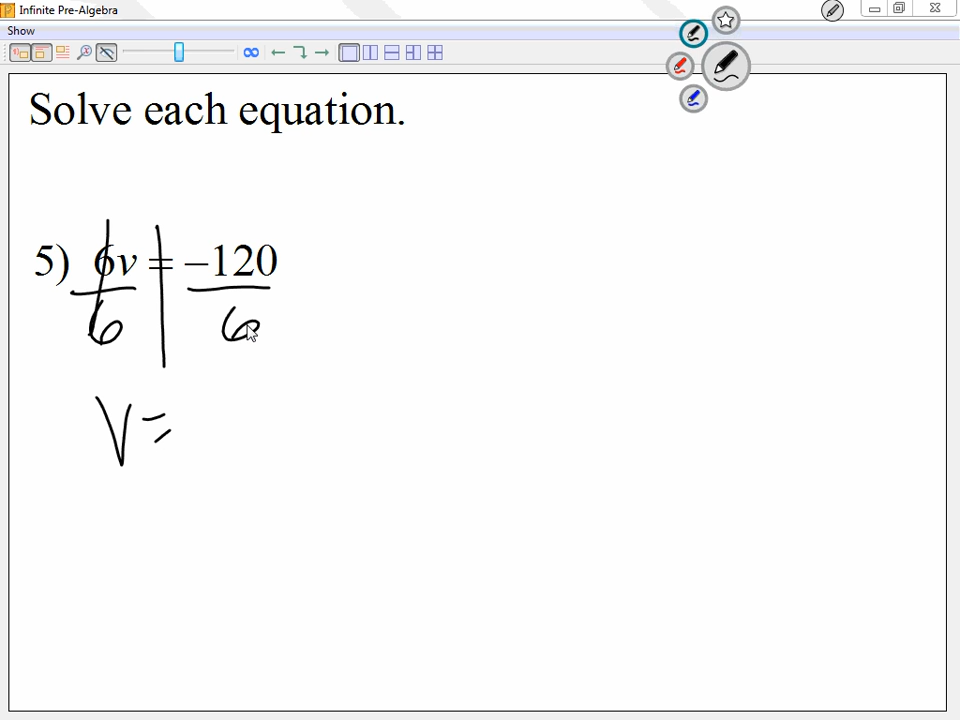 Infinite Pre-Algebra
Show
Solve each equation.
5) 6v = –120
6 6
V =